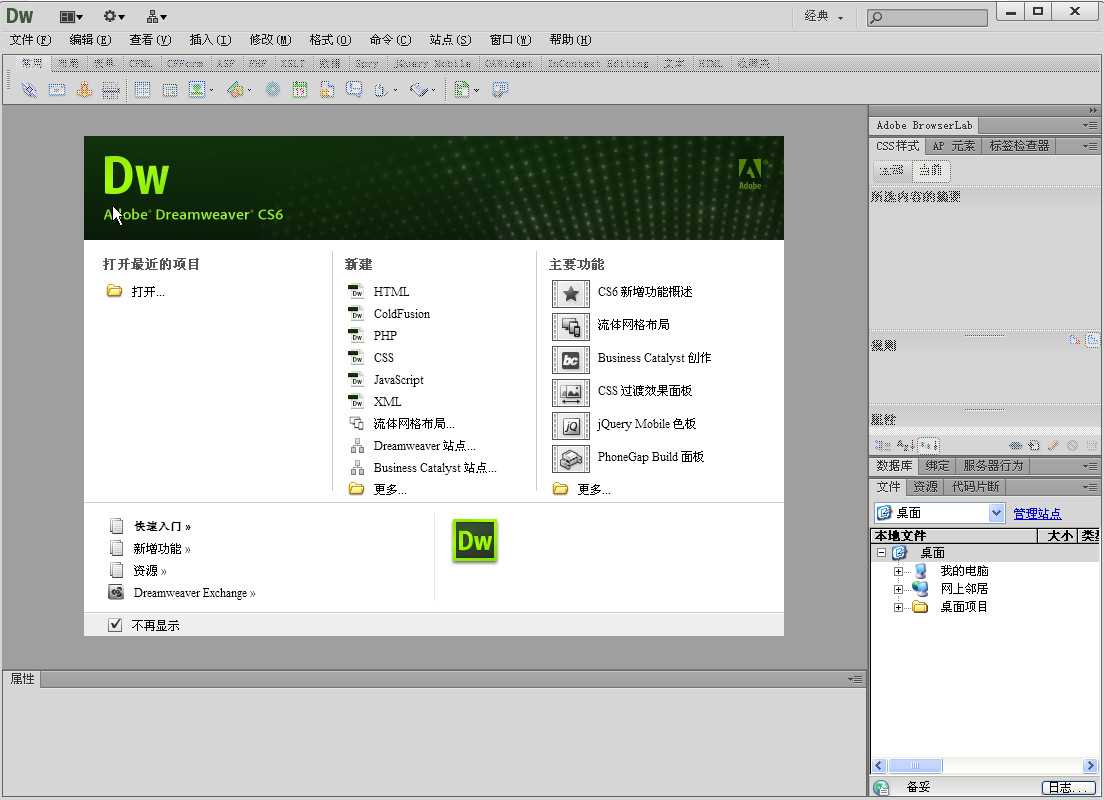 Dw
经典
文件(F) 编辑(E) 查看(V) 插入(I) 修改(M) 格式(O) 命令(C) 站点(S) 窗口(W) 帮助(H)
常用 布局 表单 CFML CFForm ASP PHP XSLT 数据 Spry jQuery Mobile CAWidget InContext Editing 文本 HTML 收藏夹
Dw
Adobe® Dreamweaver® CS6
Adobe
打开最近的项目
打开...
新建
HTML
ColdFusion
PHP
CSS
JavaScript
XML
流体网格布局...
Dreamweaver 站点...
Business Catalyst 站点...
更多...
主要功能
CS6 新增功能概述
流体网格布局
Business Catalyst 创作
CSS 过渡效果面板
jQuery Mobile 色板
PhoneGap Build 面板
更多...
快速入门 »
新增功能 »
资源 »
Dreamweaver Exchange »
Dw
不再显示
属性
Adobe BrowserLab
CSS样式 AP 元素 标签检查器
全部 当前
所选内容的摘要
规则
属性
数据库 绑定 服务器行为
文件 资源 代码片断
桌面 管理站点
本地文件 大小 类型
桌面
我的电脑
网上邻居
桌面项目
备妥 日志...